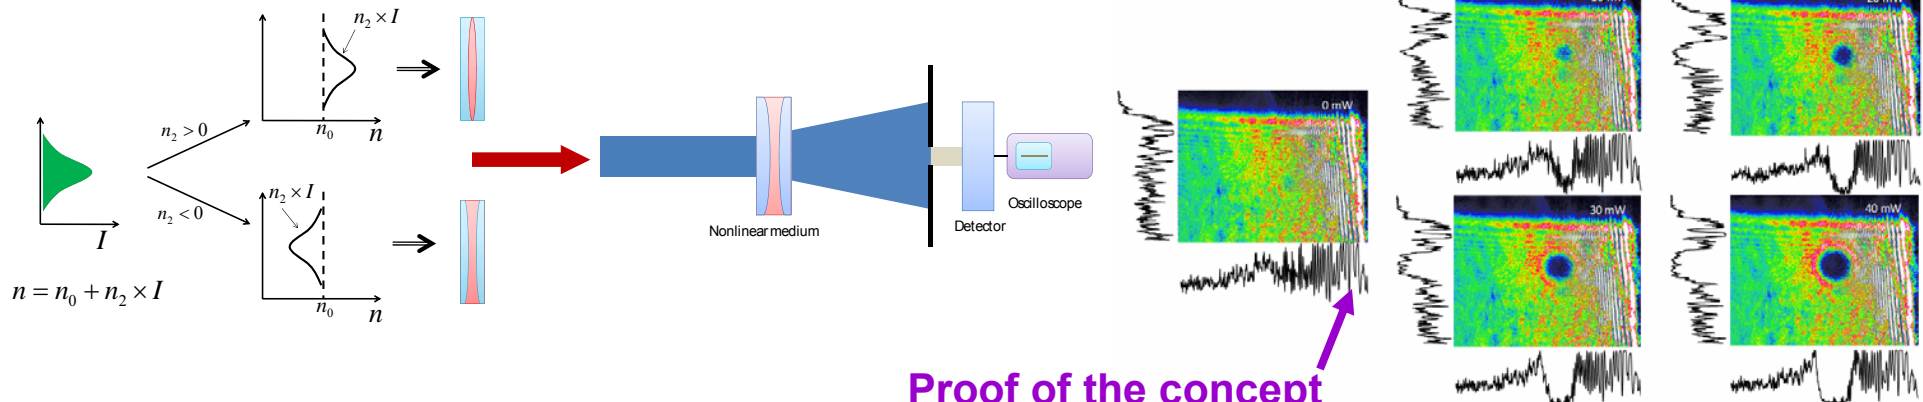 n₂ × I
n₀
n
n₂ > 0
n₂ < 0
I
n = n₀ + n₂ × I
n₂ × I
n₀
n
Nonlinear medium
Detector
Oscilloscope
0 mW
30 mW
40 mW
Proof of the concept